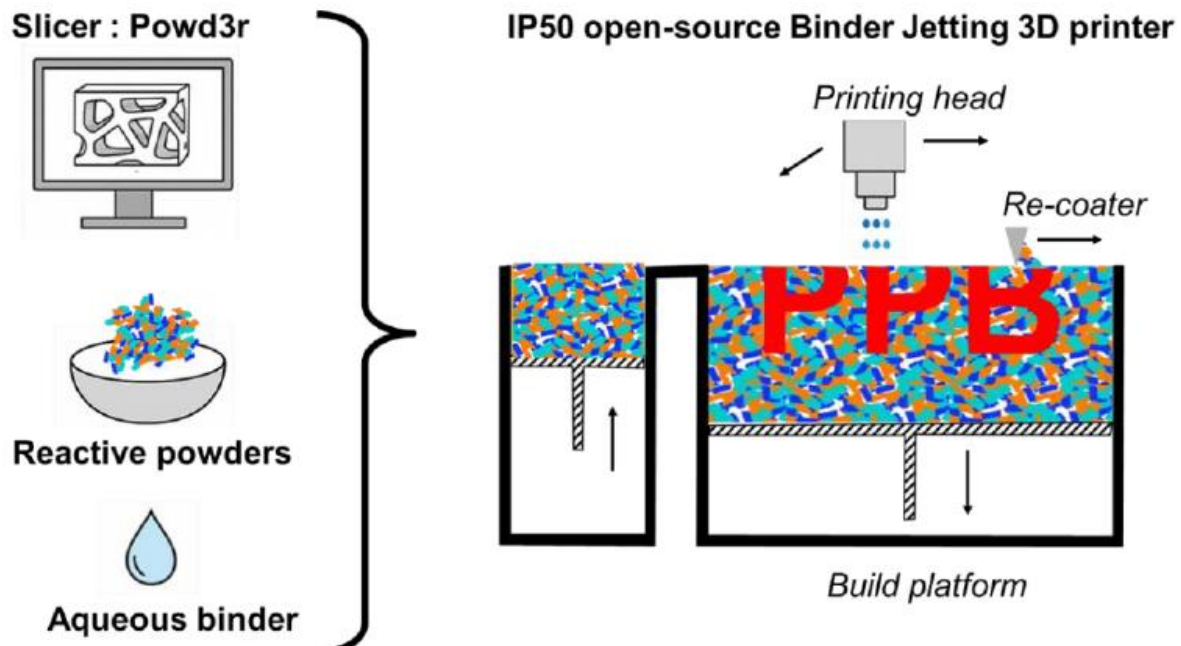 Slicer : Powd3r
IP50 open-source Binder Jetting 3D printer
Printing head
Re-coater
PPB
Reactive powders
Aqueous binder
Build platform